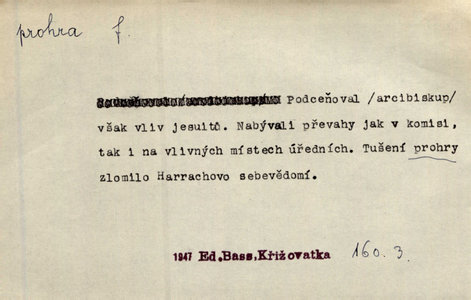 prohra f.
Podceňoval /arcibiskup/
však vliv jesuitů. Nabývali převahy jak v komisi,
tak i na vlivných místech úředních. Tušení prohry
zlomilo Harrachovo sebevědomí.
1947 Ed.Bass,Křižovatka 160.3.